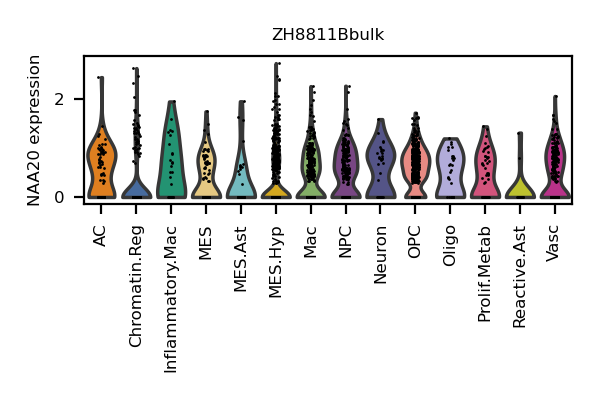 ZH8811Bbulk
NAA20 expression
2
0
AC
Chromatin.Reg
Inflammatory.Mac
MES
MES.Ast
MES.Hyp
Mac
NPC
Neuron
OPC
Oligo
Prolif.Metab
Reactive.Ast
Vasc